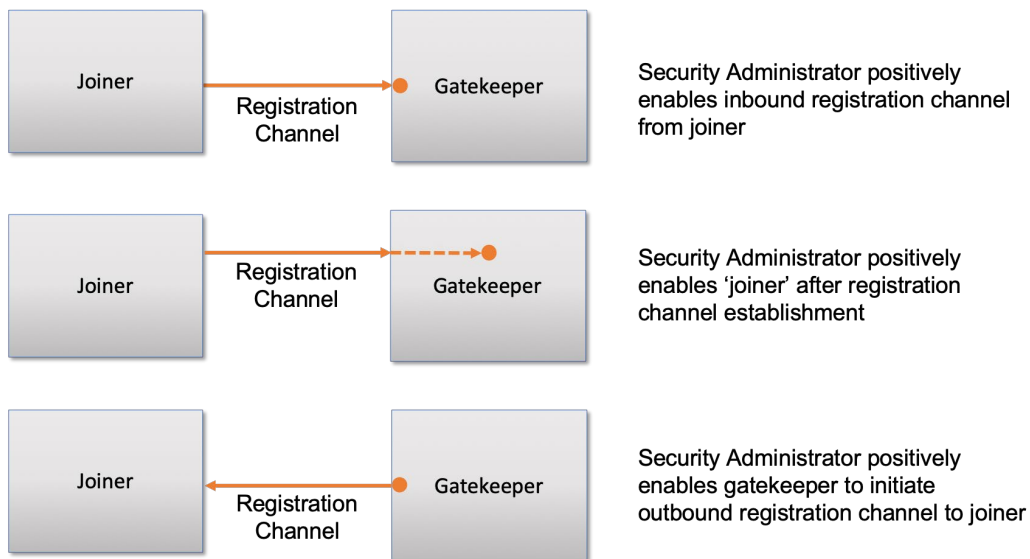 Joiner
Registration
Channel
Gatekeeper
Security Administrator positively
enables inbound registration channel
from joiner
Joiner
Registration
Channel
Gatekeeper
Security Administrator positively
enables ‘joiner’ after registration
channel establishment
Joiner
Registration
Channel
Gatekeeper
Security Administrator positively
enables gatekeeper to initiate
outbound registration channel to joiner